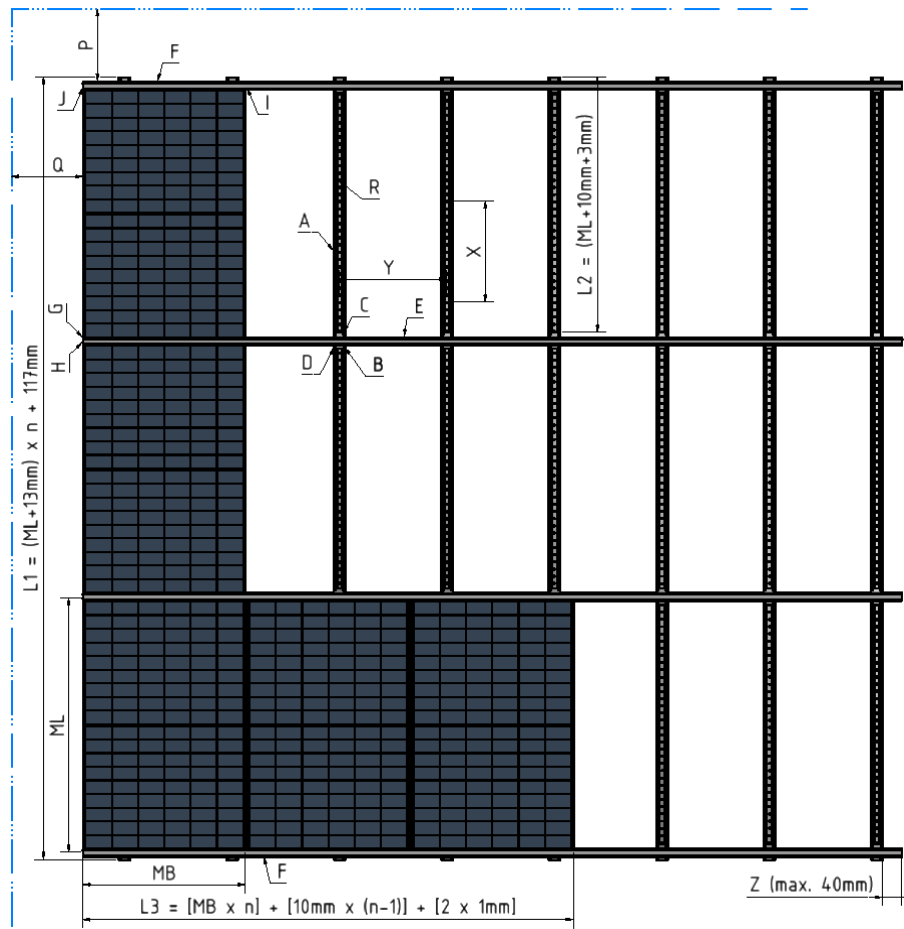 P
F
J
I
Q
R
A
X
L2 = (ML+10mm+3mm)
Y
G
C
E
H
D
B
L1 = (ML+13mm) x n + 117mm
ML
MB
F
Z (max. 40mm)
L3 = [MB x n] + [10mm x (n-1)] + [2 x 1mm]